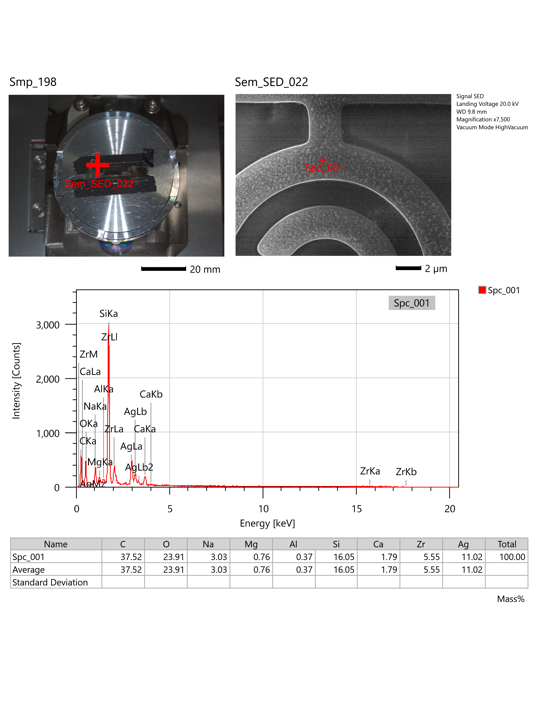 Smp_198
Sem_SED_022
Signal SED
Landing Voltage 20.0 kV
WD 9.8 mm
Magnification x7,500
Vacuum Mode HighVacuum
Sem_SED_022
20 mm
2 µm
Spc_001
Spc_001
Intensity [Counts]
3,000
2,000
1,000
0
SiKa
ZrLl
ZrM
CaLa
AlKa
CaKb
NaKa
AgLb
OKa
ZrLa
CaKa
CKa
AgLa
MgKa
AgLb2
ZrKa
ZrKb
0 5 10 15 20
Energy [keV]
Name C O Na Mg Al Si Ca Zr Ag Total
Spc_001 37.52 23.91 3.03 0.76 0.37 16.05 1.79 5.55 11.02 100.00
Average 37.52 23.91 3.03 0.76 0.37 16.05 1.79 5.55 11.02
Standard Deviation
Mass%